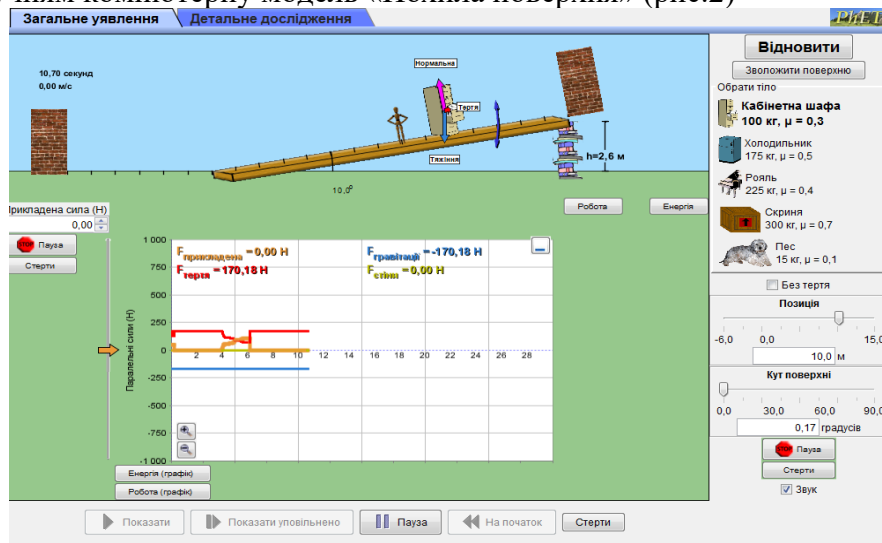 Загальне уявлення
Детальне дослідження
PhET
10,70 секунд
0,00 м/с
Нормальна
Тертя
Тяжіння
h=2,6 м
10,0°
Прикладена сила (Н)
0,00
Пауза
Стерти
Робота
Енергія
F прикладена = 0,00 Н
F гравітації = -170,18 Н
F тертя = 170,18 Н
F стіни = 0,00 Н
Паралельні сили (Н)
1 000
750
500
250
0
-250
-500
-750
-1 000
2 4 6 8 10 12 14 16 18 20 22 24 26 28
Енергія (графік)
Робота (графік)
Показати
Показати уповільнено
Пауза
На початок
Стерти
Відновити
Зволожити поверхню
Обрати тіло
Кабінетна шафа
100 кг, μ = 0,3
Холодильник
175 кг, μ = 0,5
Рояль
225 кг, μ = 0,4
Скриня
300 кг, μ = 0,7
Пес
15 кг, μ = 0,1
Без тертя
Позиція
-6,0 0,0 15,0
10,0 м
Кут поверхні
0,0 30,0 60,0 90,0
0,17 градусів
STOP Пауза
Стерти
Звук